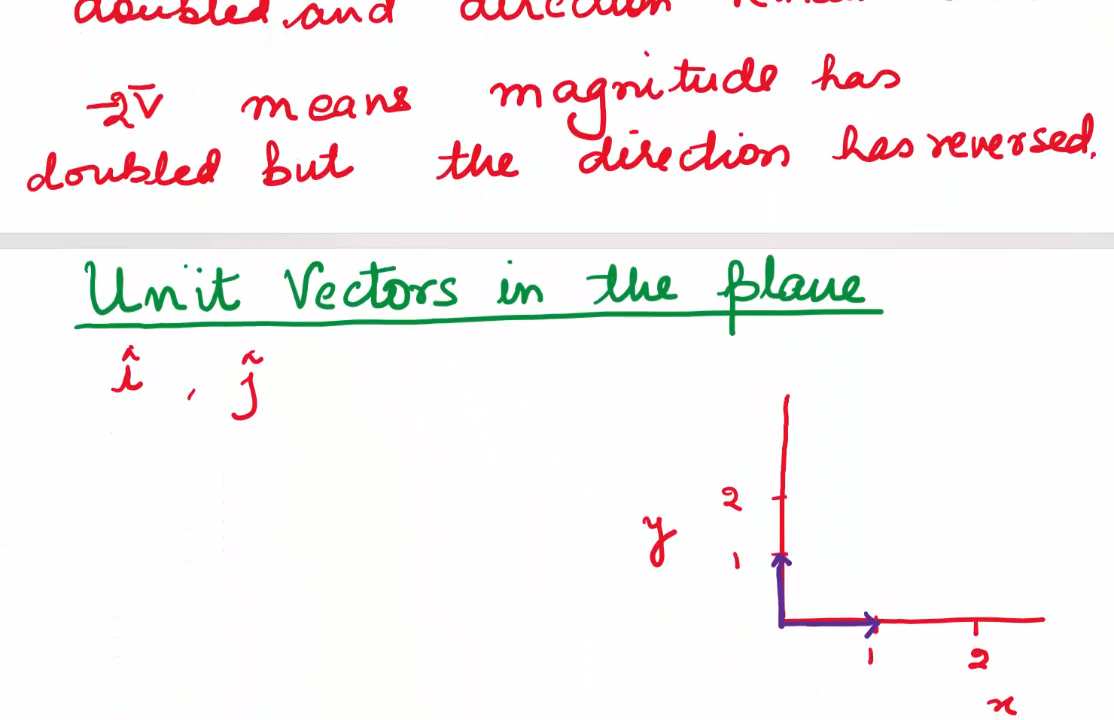 doubled, and direction
-2v̄ means magnitude has
doubled but the direction has reversed.
Unit Vectors in the plane
î , ĵ
2
y
1
1 2
x